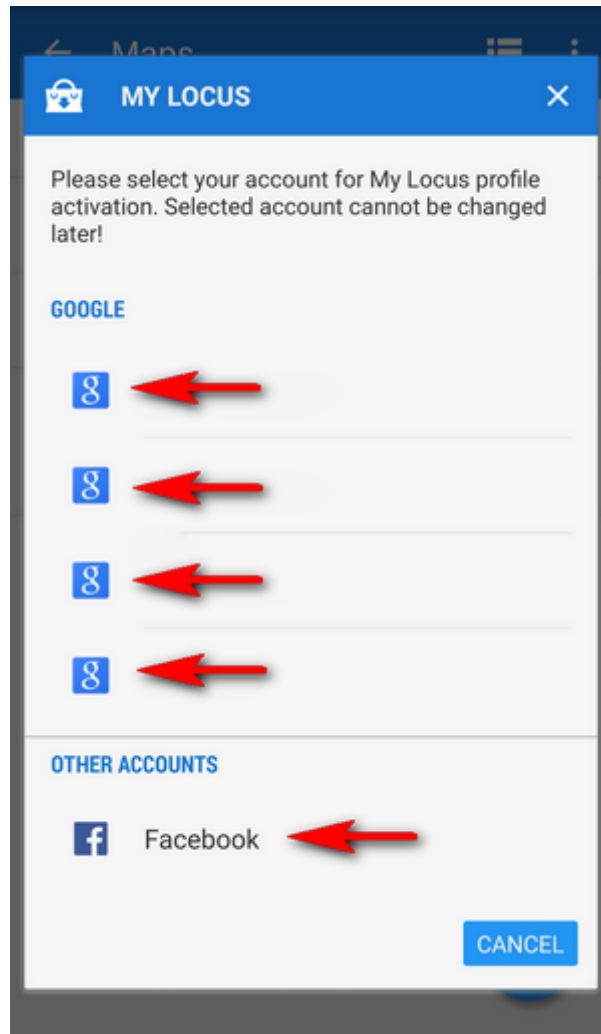 Maps
MY LOCUS
Please select your account for My Locus profile
activation. Selected account cannot be changed
later!
GOOGLE
g
g
g
g
OTHER ACCOUNTS
f
Facebook
CANCEL